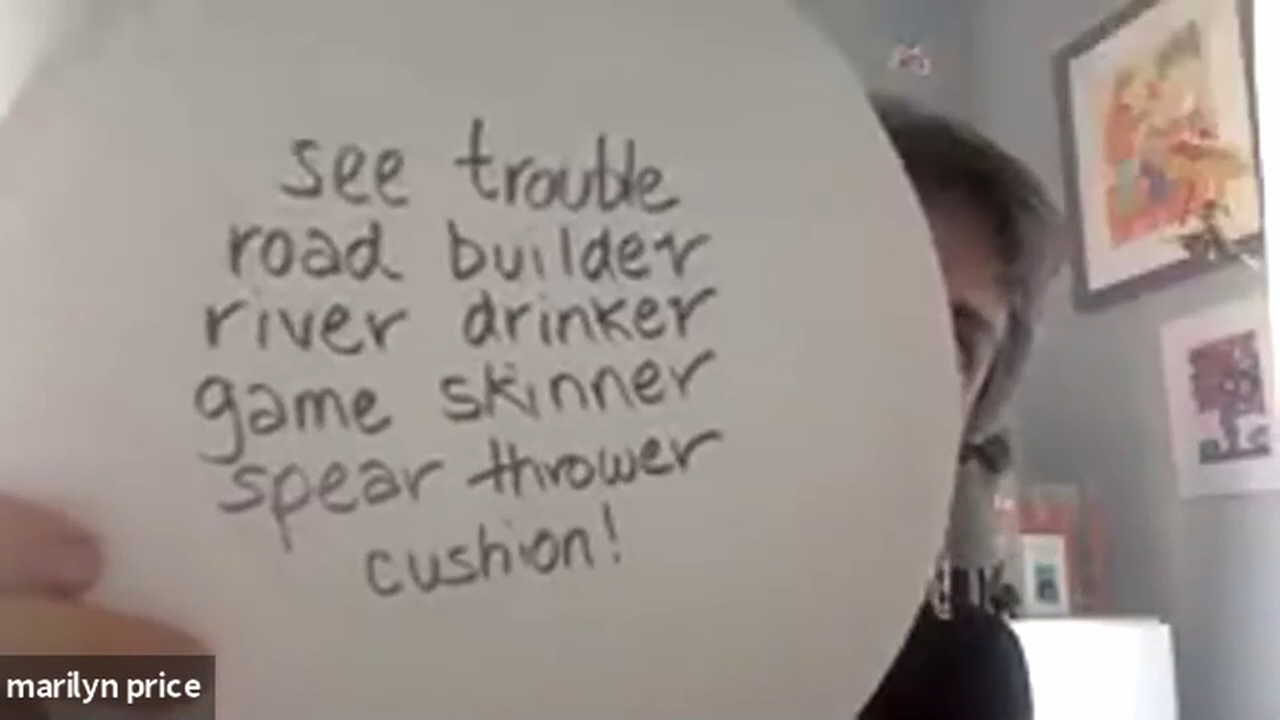 see trouble
road builder
river drinker
game skinner
spear thrower
cushion!
marilyn price